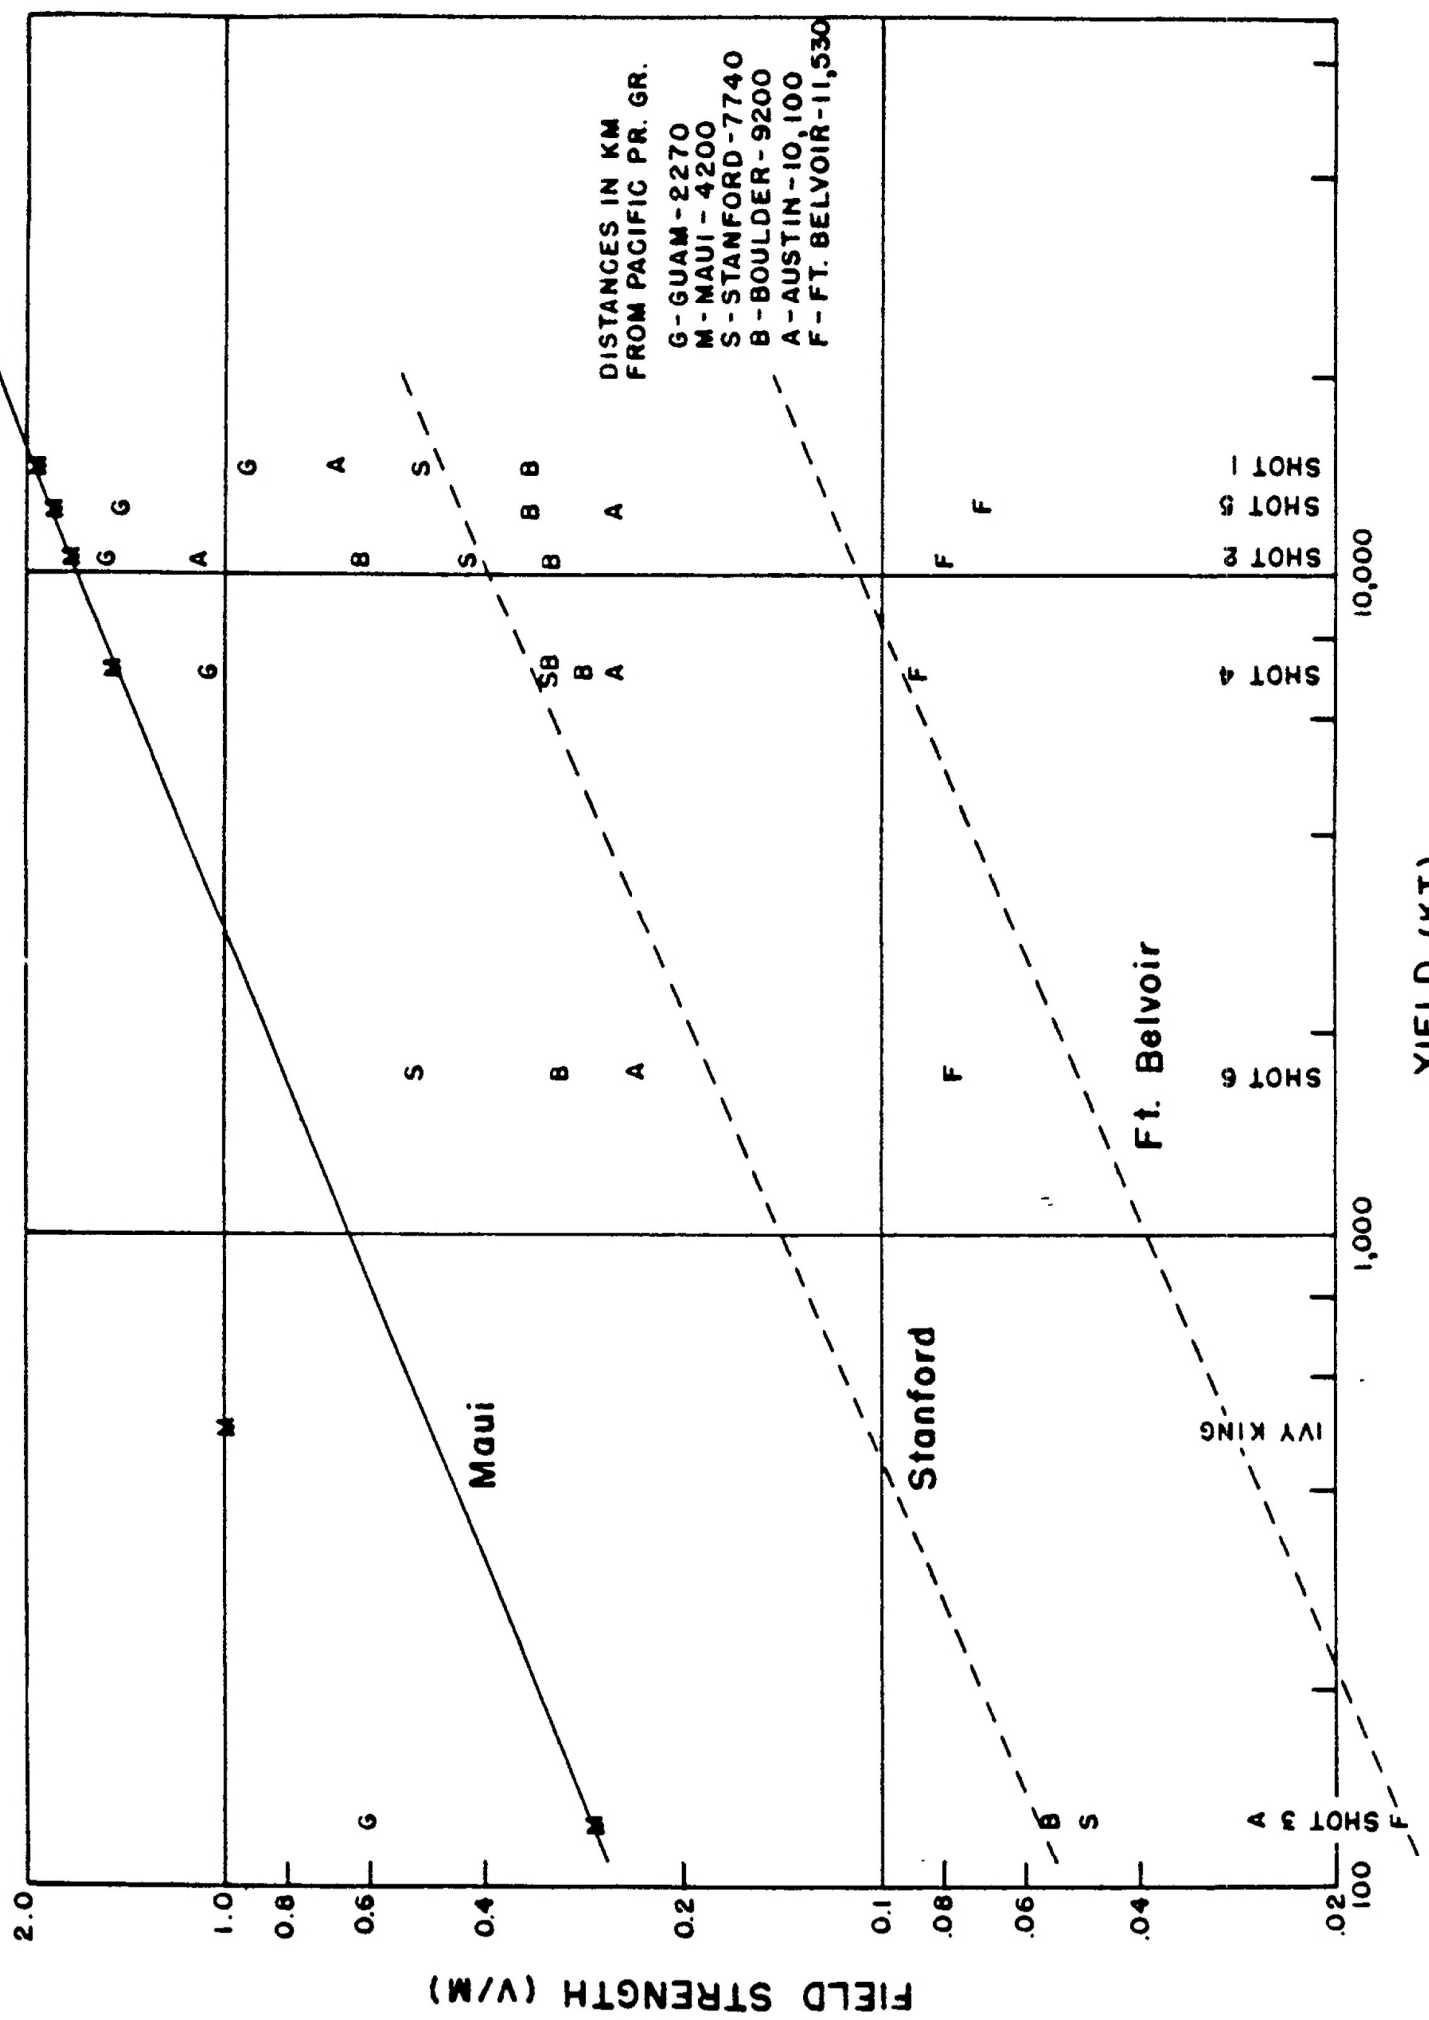 FIELD STRENGTH (V/M)
2.0
1.0
0.8
0.6
0.4
0.2
0.1
.08
.06
.04
.02
100
1,000
10,000
YIELD (KT)
DISTANCES IN KM
FROM PACIFIC PR. GR.
G-GUAM-2270
M-MAUI-4200
S-STANFORD-7740
B-BOULDER-9200
A-AUSTIN-10,100
F-FT. BELVOIR-11,530
Maui
Stanford
Ft. Belvoir
SHOT 3
IVY KING
SHOT 6
SHOT 4
SHOT 2
SHOT 5
SHOT 1
G
M
B
S
A
F
M
S
B
A
F
M
G
SB
B
A
F
M
G
A
B
S
B
F
M
G
B
A
F
M
G
A
S
B